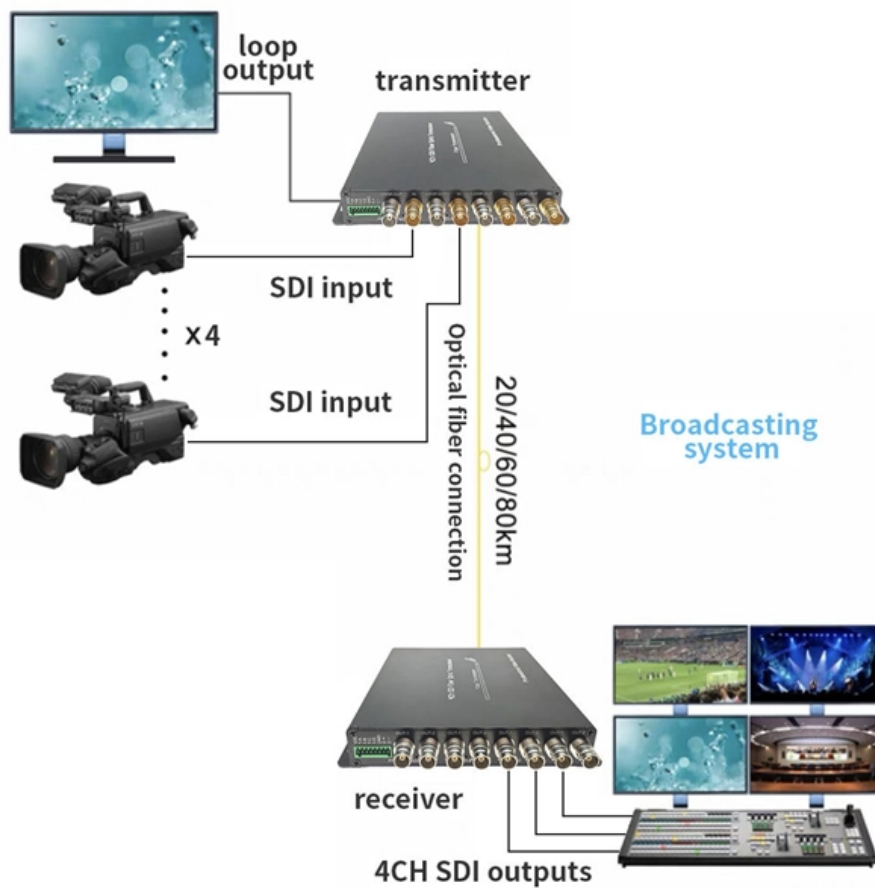 loop
output
transmitter
SDI input
x4
SDI input
Optical fiber connection
20/40/60/80km
Broadcasting
system
receiver
4CH SDI outputs